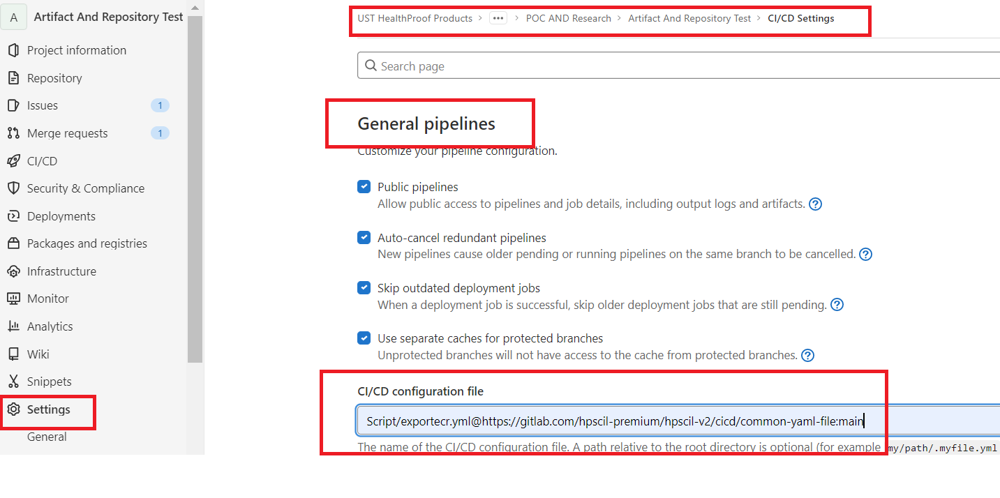 A Artifact And Repository Test
Project information
Repository
Issues 1
Merge requests 1
CI/CD
Security & Compliance
Deployments
Packages and registries
Infrastructure
Monitor
Analytics
Wiki
Snippets
Settings
General
UST HealthProof Products > ••• > POC AND Research > Artifact And Repository Test > CI/CD Settings
Search page
General pipelines
Customize your pipeline configuration.
Public pipelines
Allow public access to pipelines and job details, including output logs and artifacts. ?
Auto-cancel redundant pipelines
New pipelines cause older pending or running pipelines on the same branch to be cancelled. ?
Skip outdated deployment jobs
When a deployment job is successful, skip older deployment jobs that are still pending. ?
Use separate caches for protected branches
Unprotected branches will not have access to the cache from protected branches. ?
CI/CD configuration file
Script/exportecr.yml@https://gitlab.com/hpscil-premium/hpscil-v2/cicd/common-yaml-file:main
The name of the CI/CD configuration file. A path relative to the root directory is optional (for example my/path/.myfile.yml